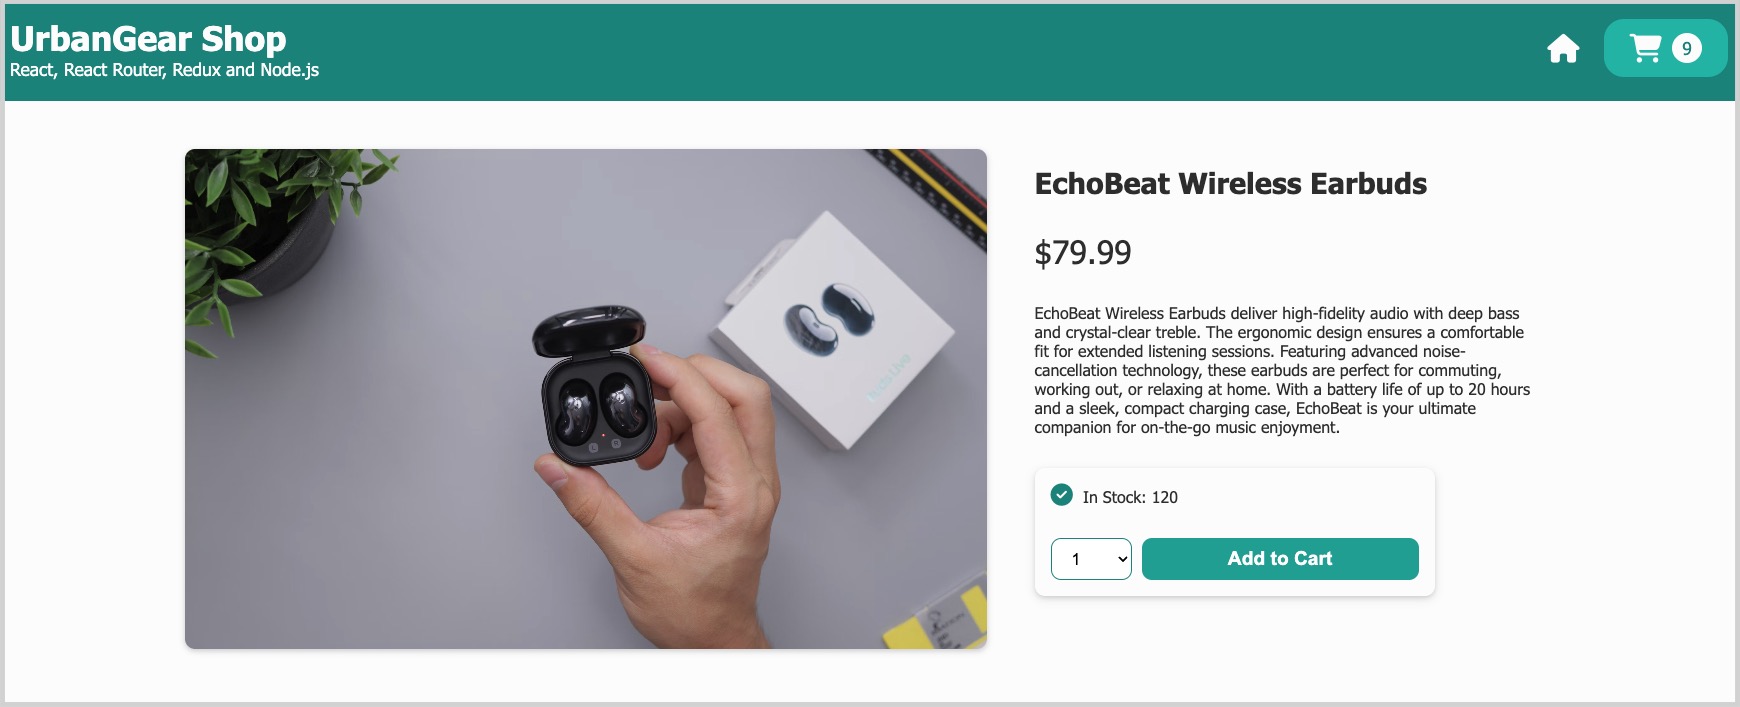 UrbanGear Shop
React, React Router, Redux and Node.js
9
EchoBeat Wireless Earbuds
$79.99
EchoBeat Wireless Earbuds deliver high-fidelity audio with deep bass
and crystal-clear treble. The ergonomic design ensures a comfortable
fit for extended listening sessions. Featuring advanced noise-
cancellation technology, these earbuds are perfect for commuting,
working out, or relaxing at home. With a battery life of up to 20 hours
and a sleek, compact charging case, EchoBeat is your ultimate
companion for on-the-go music enjoyment.
In Stock: 120
1
Add to Cart
Buds Live
L
R